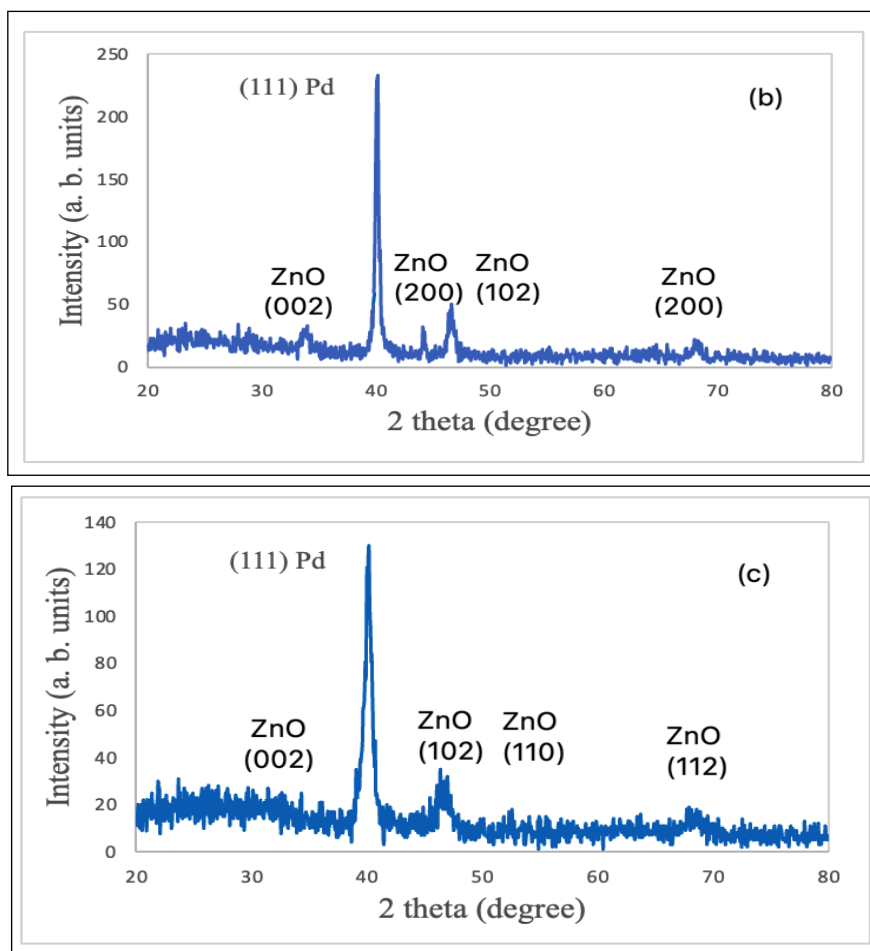 250
(111) Pd
(b)
200
150
Intensity (a. b. units)
100
ZnO ZnO ZnO ZnO
(002) (200) (102) (200)
50
0
20 30 40 50 60 70 80
2 theta (degree)
140
(111) Pd
(c)
120
100
80
Intensity (a. b. units)
60
ZnO ZnO ZnO ZnO
(002) (102) (110) (112)
40
20
0
20 30 40 50 60 70 80
2 theta (degree)